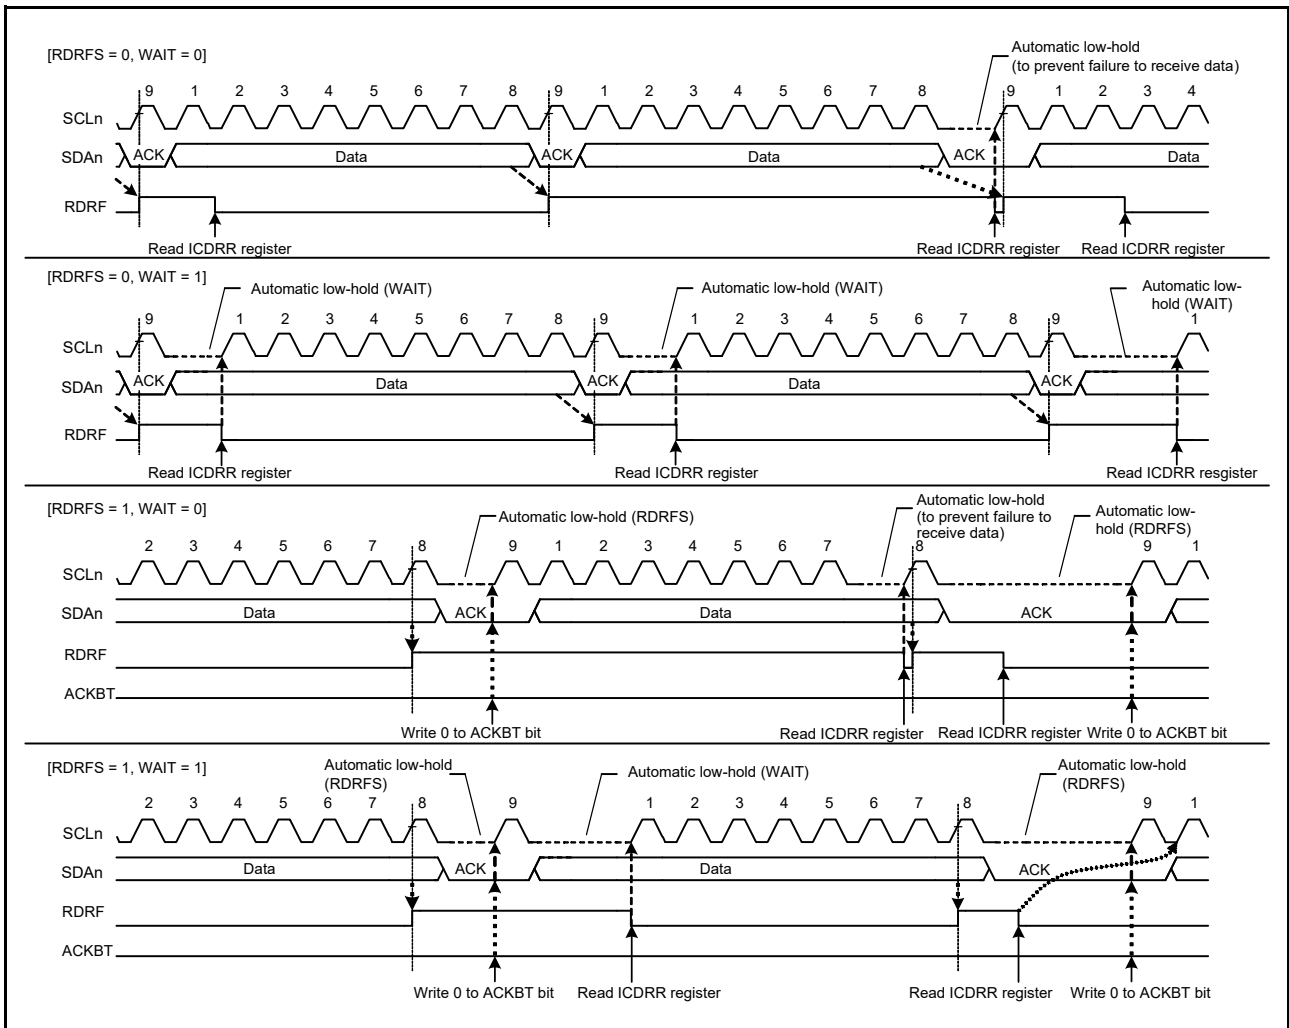 [RDRFS = 0, WAIT = 0]
Automatic low-hold
(to prevent failure to receive data)
9 1 2 3 4 5 6 7 8 9 1 2 3 4 5 6 7 8 9 1 2 3 4
SCLn
SDAn ACK Data ACK Data ACK Data
RDRF
Read ICDRR register Read ICDRR register Read ICDRR register
[RDRFS = 0, WAIT = 1]
Automatic low-hold (WAIT) Automatic low-hold (WAIT) Automatic low-
hold (WAIT)
9 1 2 3 4 5 6 7 8 9 1 2 3 4 5 6 7 8 9 1
SCLn
SDAn ACK Data ACK Data ACK
RDRF
Read ICDRR register Read ICDRR register Read ICDRR resgister
[RDRFS = 1, WAIT = 0]
Automatic low-hold (RDRFS)
Automatic low-hold
(to prevent failure to
receive data)
Automatic low-
hold (RDRFS)
2 3 4 5 6 7 8 9 1 2 3 4 5 6 7 8 9 1
SCLn
SDAn Data ACK Data ACK
RDRF
ACKBT
Write 0 to ACKBT bit Read ICDRR register Read ICDRR register Write 0 to ACKBT bit
[RDRFS = 1, WAIT = 1]
Automatic low-hold
(RDRFS)
Automatic low-hold (WAIT)
Automatic low-hold
(RDRFS)
2 3 4 5 6 7 8 9 1 2 3 4 5 6 7 8 9 1
SCLn
SDAn Data ACK Data ACK
RDRF
ACKBT
Write 0 to ACKBT bit Read ICDRR register Read ICDRR register Write 0 to ACKBT bit